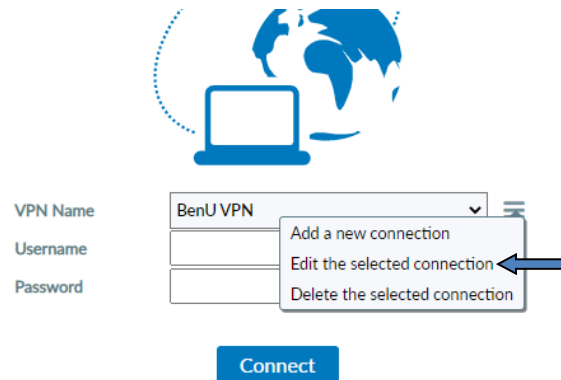 VPN Name
BenU VPN
Add a new connection
Username
Edit the selected connection
Password
Delete the selected connection
Connect